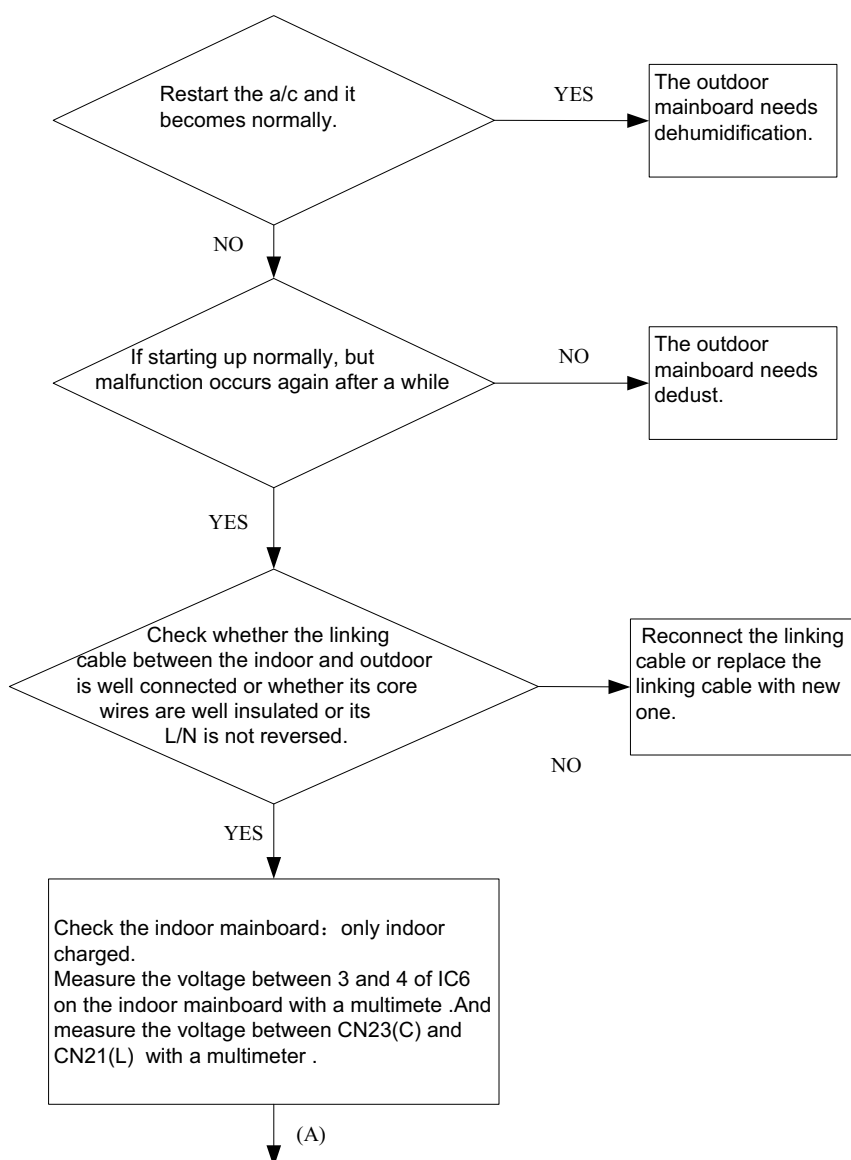 Restart the a/c and it
becomes normally.
YES
The outdoor
mainboard needs
dehumidification.
NO
If starting up normally, but
malfunction occurs again after a while
NO
The outdoor
mainboard needs
dedust.
YES
Check whether the linking
cable between the indoor and outdoor
is well connected or whether its core
wires are well insulated or its
L/N is not reversed.
NO
Reconnect the linking
cable or replace the
linking cable with new
one.
YES
Check the indoor mainboard：only indoor
charged.
Measure the voltage between 3 and 4 of IC6
on the indoor mainboard with a multimete .And
measure the voltage between CN23(C) and
CN21(L) with a multimeter .
(A)